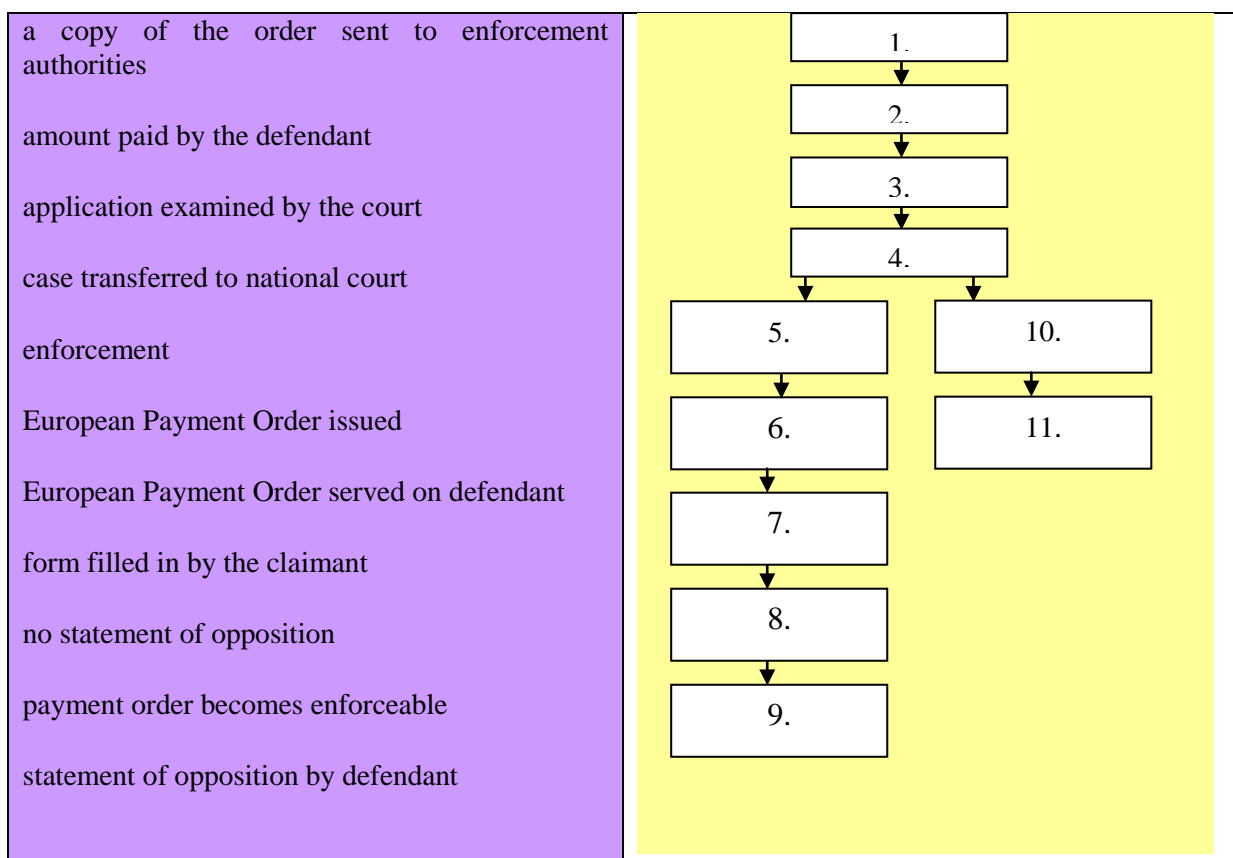 a copy of the order sent to enforcement
authorities
amount paid by the defendant
application examined by the court
case transferred to national court
enforcement
European Payment Order issued
European Payment Order served on defendant
form filled in by the claimant
no statement of opposition
payment order becomes enforceable
statement of opposition by defendant
1.
2.
3.
4.
5.
6.
7.
8.
9.
10.
11.